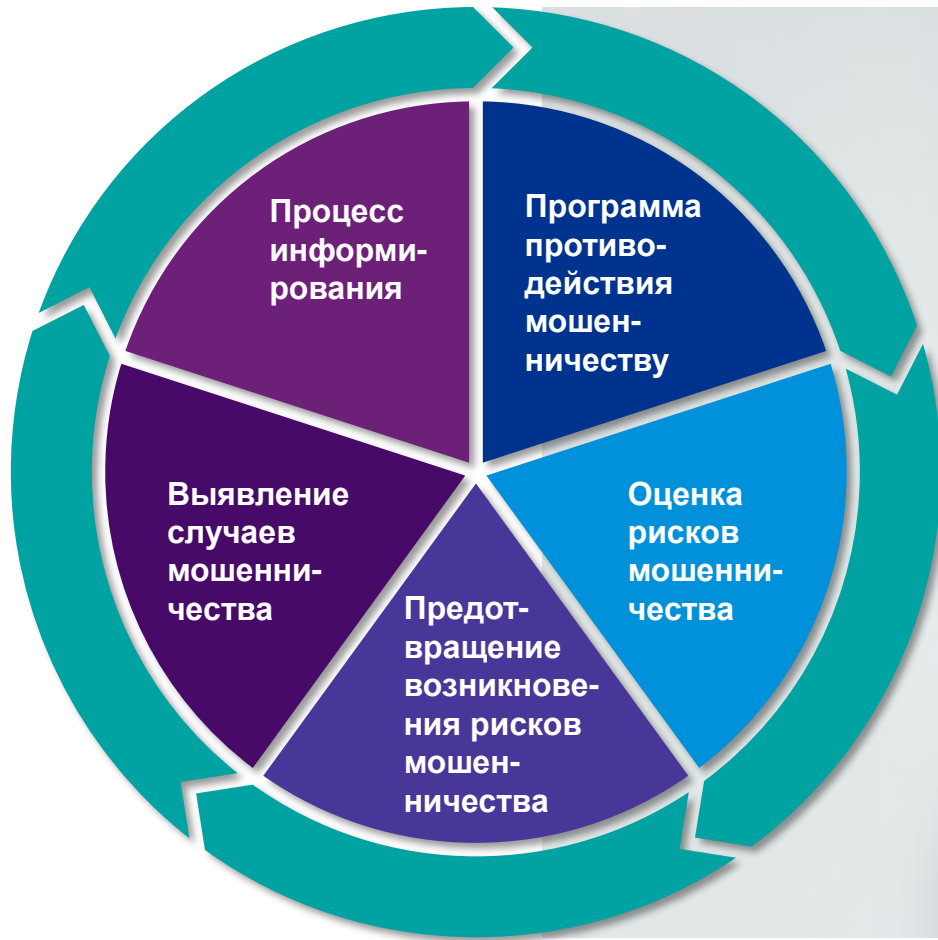 Процесс
информи-
рования
Программа
противо-
действия
мошен-
ничеству
Оценка
рисков
мошенни-
чества
Предот-
вращение
возникнове-
ния рисков
мошен-
ничества
Выявление
случаев
мошенни-
чества